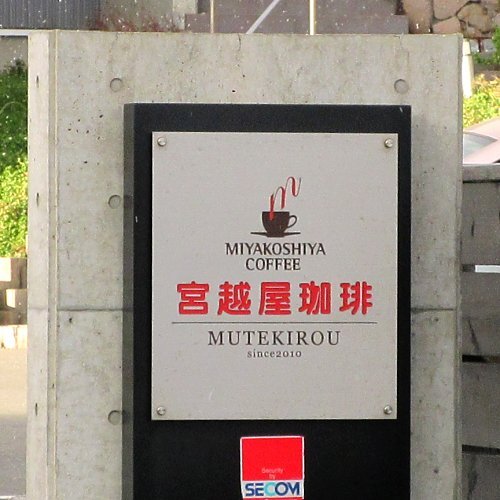 m
MIYAKOSHIYA
COFFEE
宮越屋珈琲
MUTEKIROU
since2010
Security
by
SECOM